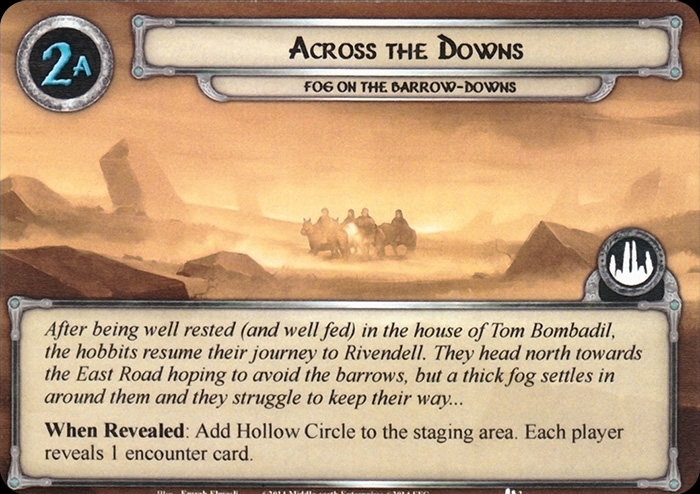 2A
ACROSS THE DOWNS
FOG ON THE BARROW-DOWNS
After being well rested (and well fed) in the house of Tom Bombadil,
the hobbits resume their journey to Rivendell. They head north towards
the East Road hoping to avoid the barrows, but a thick fog settles in
around them and they struggle to keep their way...
When Revealed: Add Hollow Circle to the staging area. Each player
reveals 1 encounter card.